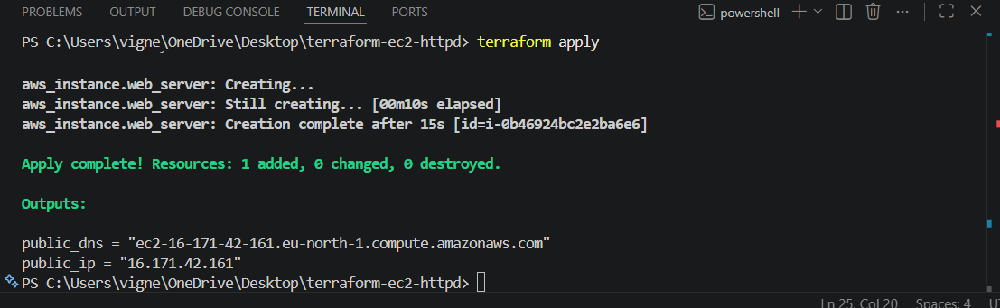 PROBLEMS OUTPUT DEBUG CONSOLE TERMINAL PORTS powershell
PS C:\Users\vigne\OneDrive\Desktop\terraform-ec2-httpd> terraform apply
aws_instance.web_server: Creating...
aws_instance.web_server: Still creating... [00m10s elapsed]
aws_instance.web_server: Creation complete after 15s [id=i-0b46924bc2e2ba6e6]
Apply complete! Resources: 1 added, 0 changed, 0 destroyed.
Outputs:
public_dns = "ec2-16-171-42-161.eu-north-1.compute.amazonaws.com"
public_ip = "16.171.42.161"
PS C:\Users\vigne\OneDrive\Desktop\terraform-ec2-httpd>
Ln 25, Col 20 Spaces: 4